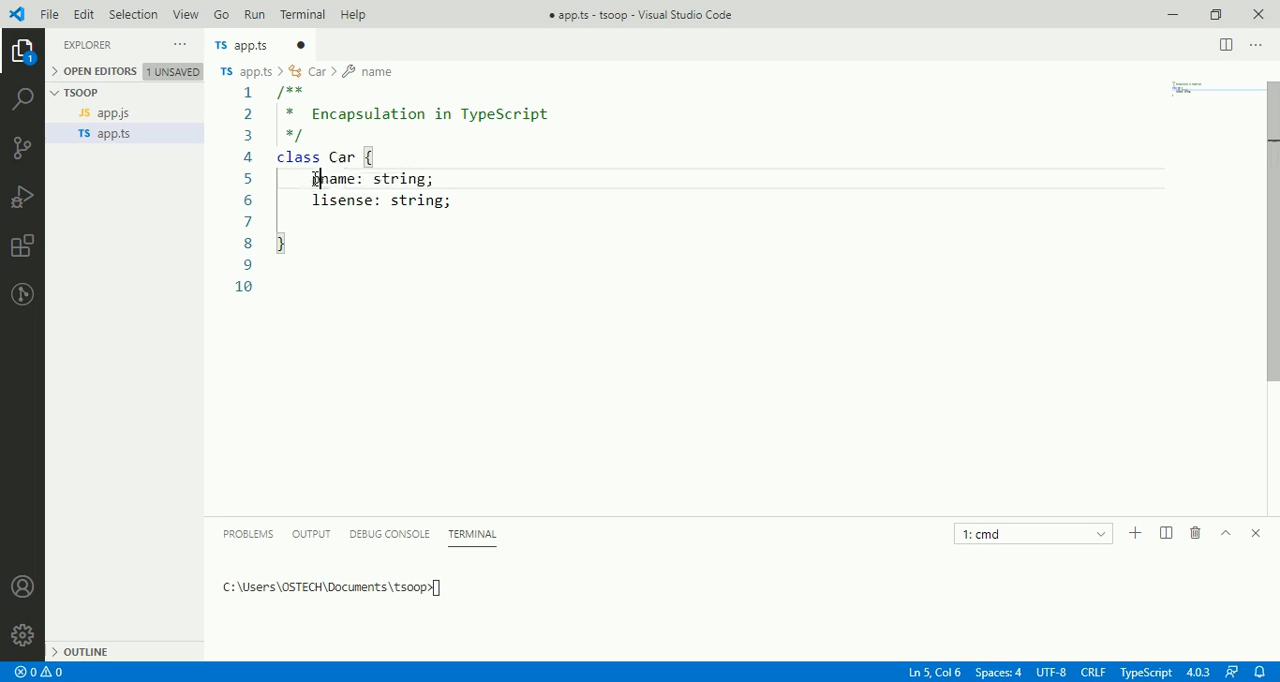 File Edit Selection View Go Run Terminal Help ● app.ts - tsoop - Visual Studio Code
1
EXPLORER ···
TS app.ts ●
> OPEN EDITORS 1 UNSAVED
TS app.ts > Car > name
TSOOP
JS app.js
TS app.ts
1 /**
2 * Encapsulation in TypeScript
3 */
4 class Car {
5 pname: string;
6 lisense: string;
7
8 }
9
10
PROBLEMS OUTPUT DEBUG CONSOLE TERMINAL 1: cmd
C:\Users\OSTECH\Documents\tsoop>
> OUTLINE
0 0 Ln 5, Col 6 Spaces: 4 UTF-8 CRLF TypeScript 4.0.3